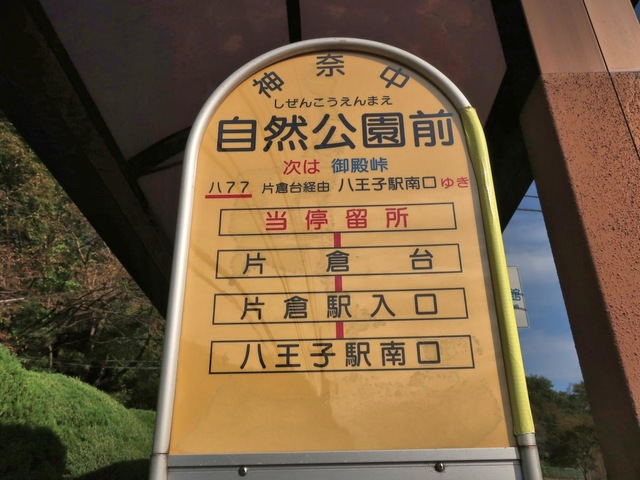 神奈中
しぜんこうえんまえ
自然公園前
次は 御殿峠
八77 片倉台経由 八王子駅南口ゆき
当停留所
片倉台
片倉駅入口
八王子駅南口